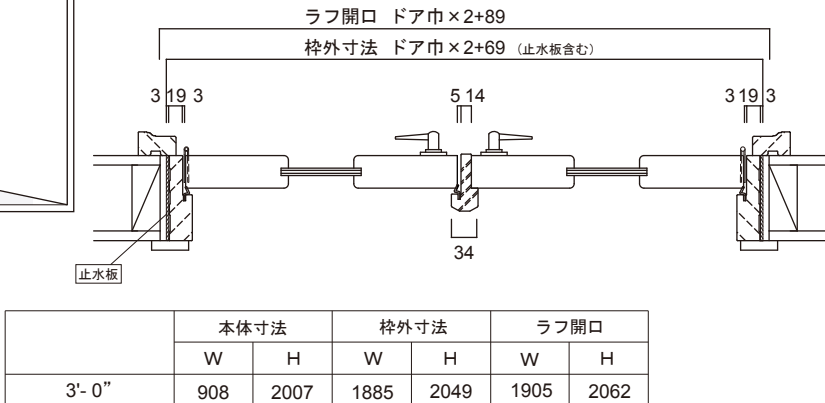 ラフ開口 ドア巾×2+89
枠外寸法 ドア巾×2+69 (止水板含む)
3 19 3 5 14 3 19 3
34
止水板
本体寸法 枠外寸法 ラフ開口
W H W H W H
3'- 0” 908 2007 1885 2049 1905 2062